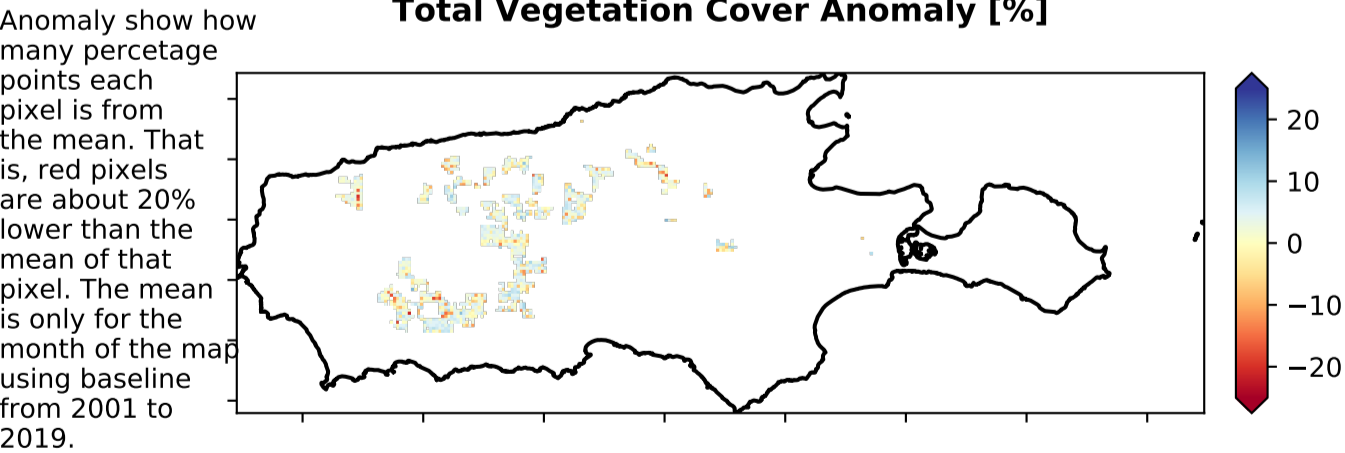 Total Vegetation Cover Anomaly [%]
Anomaly show how
many percetage
points each
pixel is from
the mean. That
is, red pixels
are about 20%
lower than the
mean of that
pixel. The mean
is only for the
month of the map
using baseline
from 2001 to
2019.
20
10
0
−10
−20